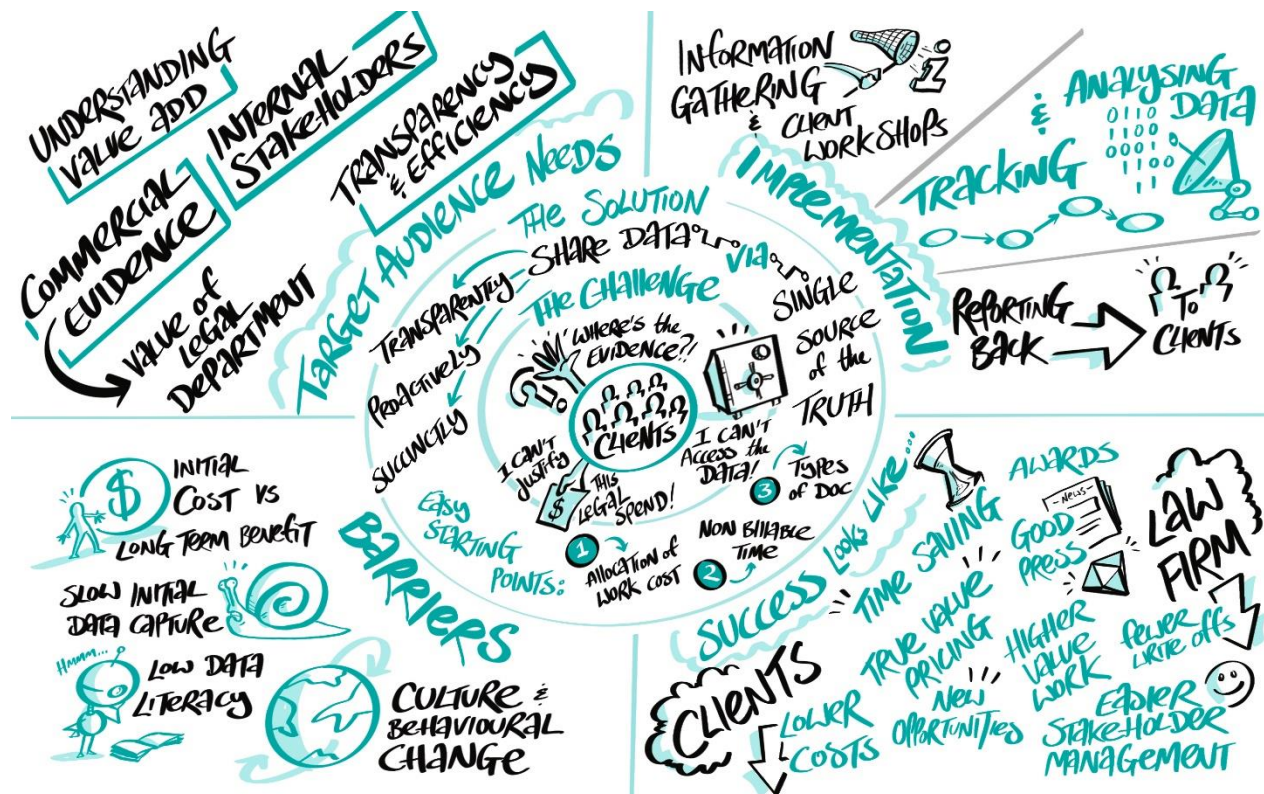 UNDERSTANDING
VALUE ADD
INTERNAL
STAKEHOLDERS
TRANSPARENCY
& EFFICIENCY
COMMERCIAL
EVIDENCE
VALUE of
LEGAL
DEPARTMENT
TARGET AUDIENCE NEEDS
INFORMATION
GATHERING
& CLIENT
WORKSHOPS
IMPLEMENTATION
& ANALYSING
DATA
0110
1100
00011
1100
TRACKING
REPORTING
BACK
TO
CLIENTS
THE SOLUTION
SHARE DATA
VIA
SINGLE
SOURCE
of the
TRUTH
TRANSPARENTLY
PROACTIVELY
SUCCINCTLY
THE CHALLENGE
WHERE'S the
EVIDENCE?!
?
CLIENTS
I CAN'T
JUSTIFY
THIS
LEGAL
SPEND!
$
I CAN'T
ACCESS the
DATA!
EASY
STARTING
POINTS:
1
ALLOCATION of
WORK COST
2
NON BILLABLE
TIME
3
TYPES
of DOC
BARRIERS
$
INITIAL
COST VS
LONG TERM BENEFIT
SLOW INITIAL
DATA CAPTURE
HMMM...
LOW DATA
LITERACY
CULTURE &
BEHAVIOURAL
CHANGE
SUCCESS LOOKS LIKE...
CLIENTS
LOWER
COSTS
TIME SAVING
TRUE VALUE
PRICING
NEW
OPPORTUNITIES
AWARDS
-NEWS-
GOOD
PRESS
HIGHER
VALUE
WORK
LAW
FIRM
FEWER
WRITE OFFS
EASIER
STAKEHOLDER
MANAGEMENT